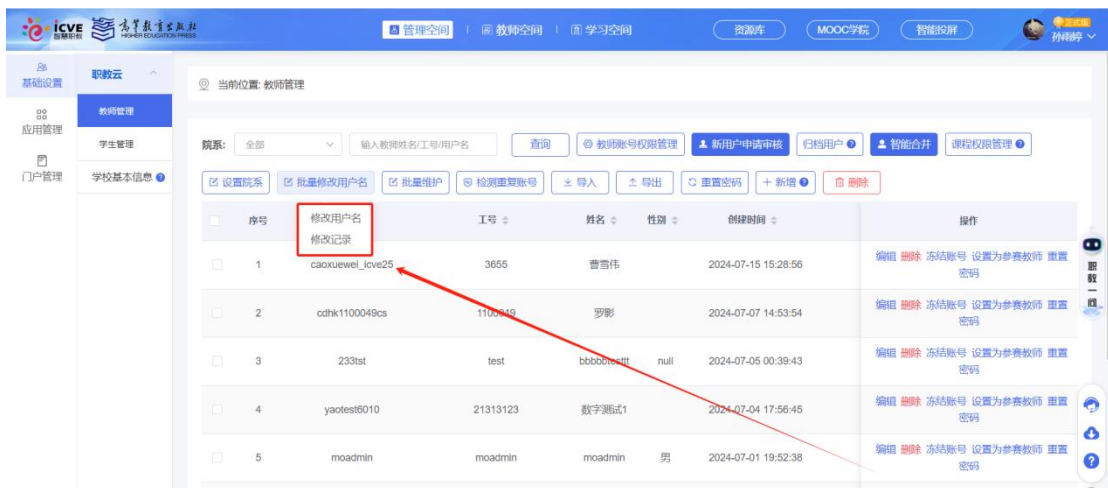 icve 智慧职教 高等教育出版社 HIGHER EDUCATION PRESS 管理空间 教师空间 学习空间 资源库 MOOC学院 智能投屏 正式版 孙雨婷
基础设置
应用管理
门户管理
职教云
教师管理
学生管理
学校基本信息
当前位置: 教师管理
院系: 全部 输入教师姓名/工号/用户名 查询 教师账号权限管理 新用户申请审核 归档用户 智能合并 课程权限管理
设置院系 批量修改用户名 批量维护 检测重复账号 导入 导出 重置密码 新增 删除
序号 工号 姓名 性别 创建时间 操作
修改用户名
修改记录
1 caoxuewei_icve25 3655 曹雪伟 2024-07-15 15:28:56 编辑 删除 冻结账号 设置为参赛教师 重置
密码
2 cdhk1100049cs 1100049 罗影 2024-07-07 14:53:54 编辑 删除 冻结账号 设置为参赛教师 重置
密码
3 233tst test bbbbbtesttt null 2024-07-05 00:39:43 编辑 删除 冻结账号 设置为参赛教师 重置
密码
4 yaotest6010 21313123 数字测试1 2024-07-04 17:56:45 编辑 删除 冻结账号 设置为参赛教师 重置
密码
5 moadmin moadmin moadmin 男 2024-07-01 19:52:38 编辑 删除 冻结账号 设置为参赛教师 重置
密码
职教一问